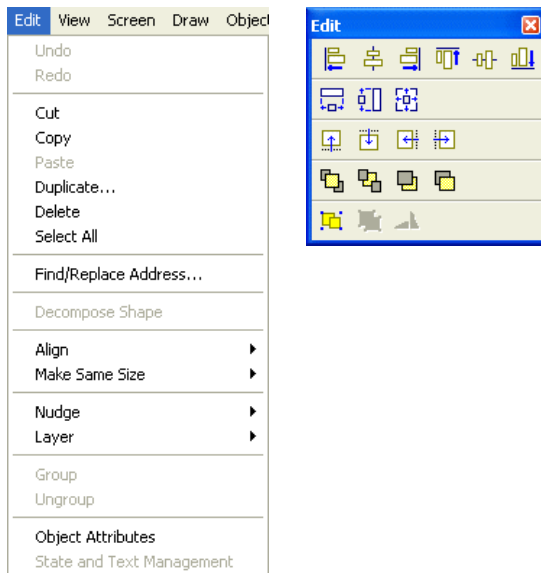 Edit View Screen Draw Objec
Undo
Redo
Cut
Copy
Paste
Duplicate...
Delete
Select All
Find/Replace Address...
Decompose Shape
Align
Make Same Size
Nudge
Layer
Group
Ungroup
Object Attributes
State and Text Management
Edit